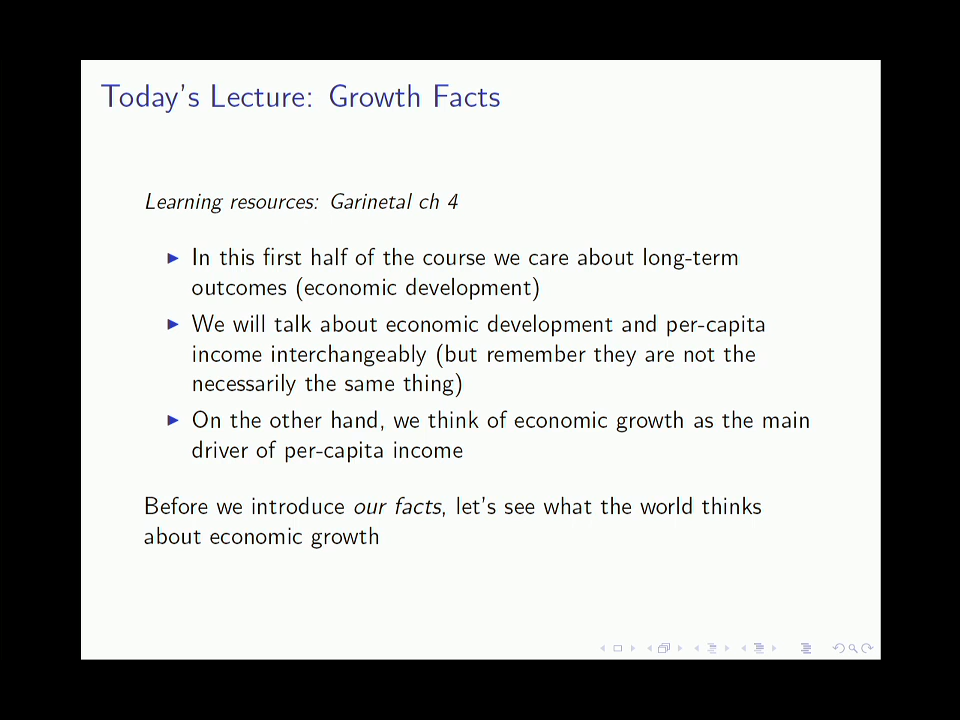 Today's Lecture: Growth Facts
Learning resources: Garinetal ch 4
In this first half of the course we care about long-term
outcomes (economic development)
We will talk about economic development and per-capita
income interchangeably (but remember they are not the
necessarily the same thing)
On the other hand, we think of economic growth as the main
driver of per-capita income
Before we introduce our facts, let's see what the world thinks
about economic growth